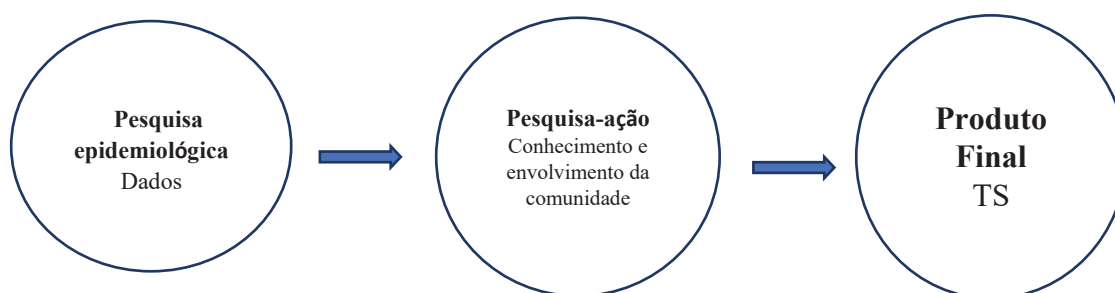 Pesquisa
epidemiológica
Dados
Pesquisa-ação
Conhecimento e
envolvimento da
comunidade
Produto
Final
TS